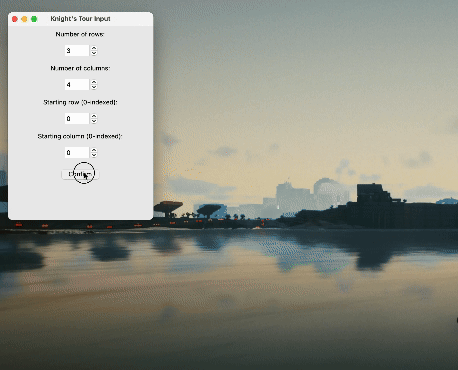 Knight's Tour Input
Number of rows:
3
Number of columns:
4
Starting row (0-indexed):
0
Starting column (0-indexed):
0